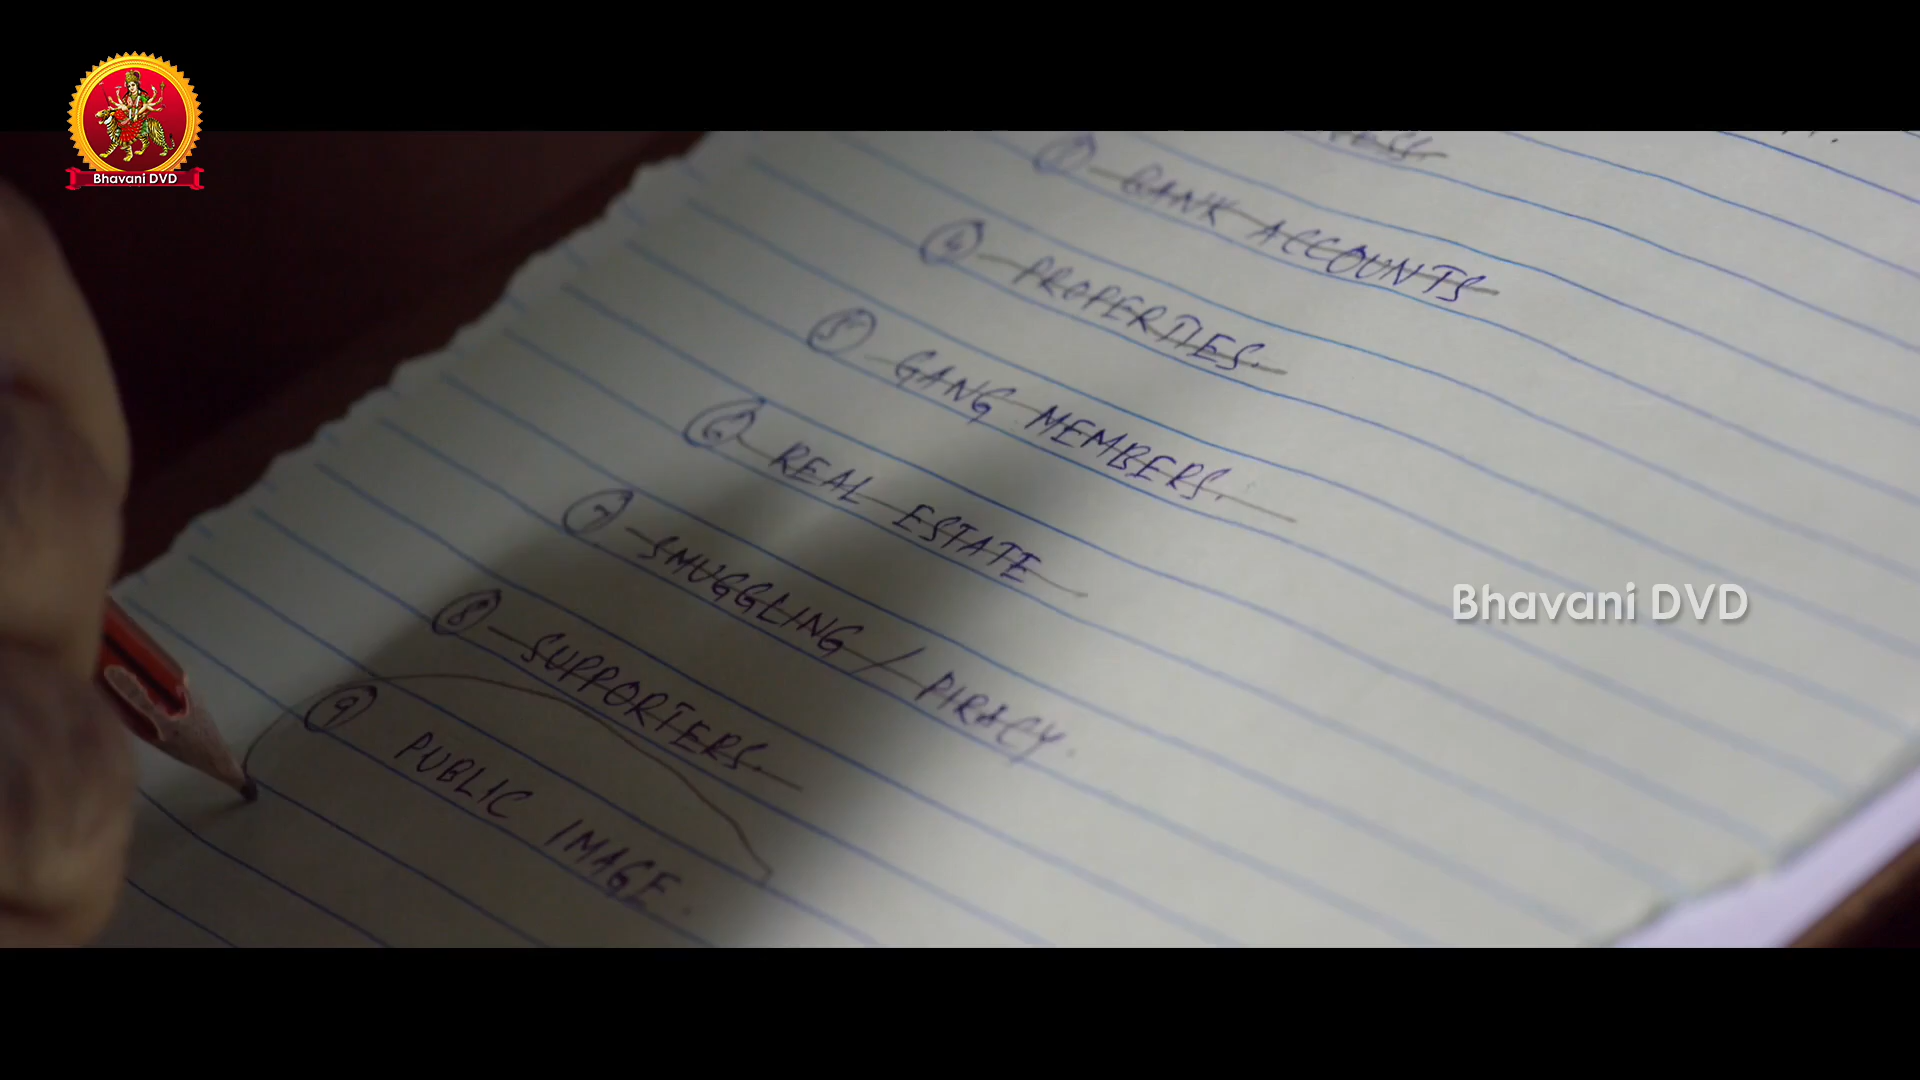 Bhavani DVD
③ BANK ACCOUNTS
④ PROPERTIES.
⑤ GANG MEMBERS.
⑥ REAL ESTATE
⑦ SMUGGLING / PIRACY.
⑧ SUPPORTERS.
⑨ PUBLIC IMAGE.
Bhavani DVD